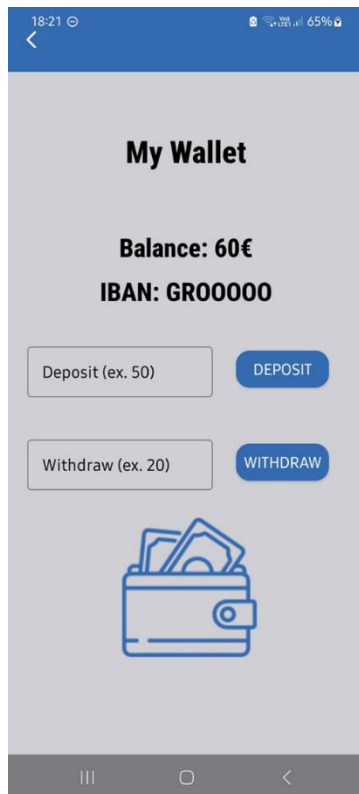 18:21 65%
My Wallet
Balance: 60€
IBAN: GR00000
Deposit (ex. 50) DEPOSIT
Withdraw (ex. 20) WITHDRAW